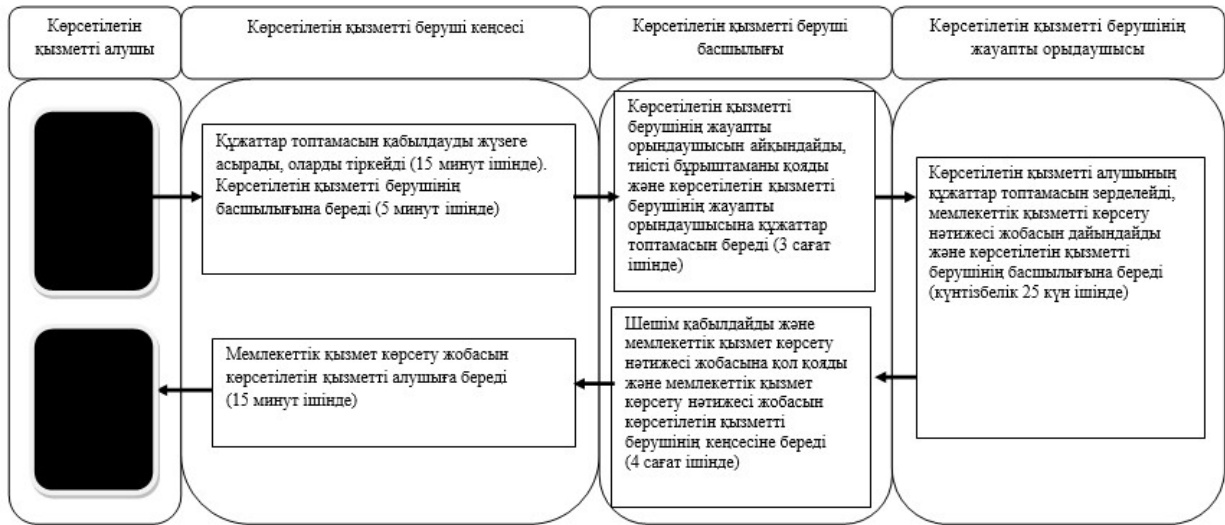 Көрсетілетін
қызметті алушы
Көрсетілетін қызметті беруші кеңсесі
Көрсетілетін қызметті беруші
басшылығы
Көрсетілетін қызметті берушінің
жауапты орыдаушысы
Құжаттар топтамасын қабылдауды жүзеге
асырады, оларды тіркейді (15 минут ішінде).
Көрсетілетін қызметті берушінің
басшылығына береді (5 минут ішінде)
Көрсетілетін қызметті
берушінің жауапты
орындаушысын айқындайды,
тиісті бұрыштаманы қояды
және көрсетілетін қызметті
берушінің жауапты
орындаушысына құжаттар
топтамасын береді (3 сағат
ішінде)
Көрсетілетін қызметті алушының
құжаттар топтамасын зерделейді,
мемлекеттік қызметті көрсету
нәтижесі жобасын дайындайды
және көрсетілетін қызметті
берушінің басшылығына береді
(күнтізбелік 25 күн ішінде)
Шешім қабылдайды және
мемлекеттік қызмет көрсету
нәтижесі жобасына қол қояды
және мемлекеттік қызмет
көрсету нәтижесі жобасын
көрсетілетін қызметті
берушінің кеңсесіне береді
(4 сағат ішінде)
Мемлекеттік қызмет көрсету жобасын
көрсетілетін қызметті алушыға береді
(15 минут ішінде)